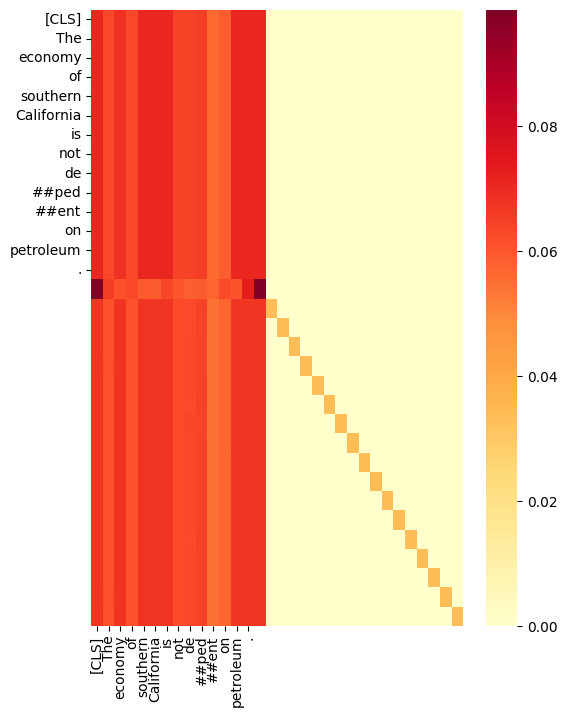 [CLS]
The
economy
of
southern
California
is
not
de
##ped
##ent
on
petroleum
.
[CLS]
The
economy
of
southern
California
is
not
de
##ped
##ent
on
petroleum
.
0.08
0.06
0.04
0.02
0.00